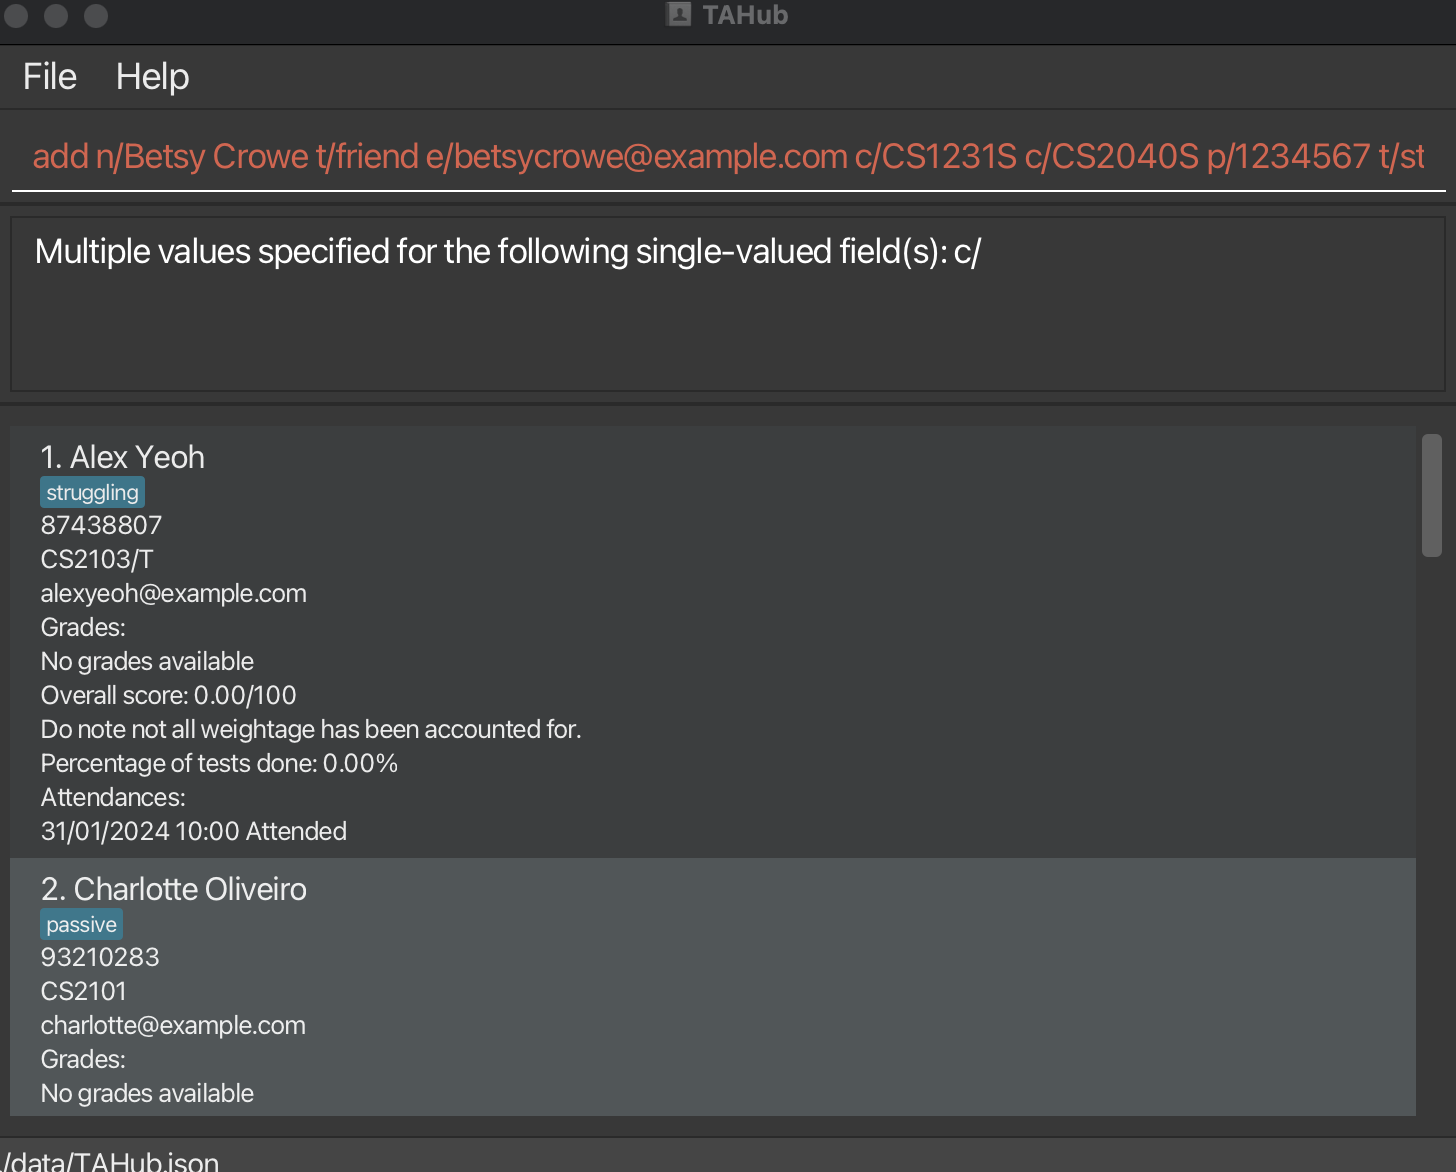 TAHub
File Help
add n/Betsy Crowe t/friend e/betsycrowe@example.com c/CS1231S c/CS2040S p/1234567 t/st
Multiple values specified for the following single-valued field(s): c/
1. Alex Yeoh
struggling
87438807
CS2103/T
alexyeoh@example.com
Grades:
No grades available
Overall score: 0.00/100
Do note not all weightage has been accounted for.
Percentage of tests done: 0.00%
Attendances:
31/01/2024 10:00 Attended
2. Charlotte Oliveiro
passive
93210283
CS2101
charlotte@example.com
Grades:
No grades available
./data/TAHub.json